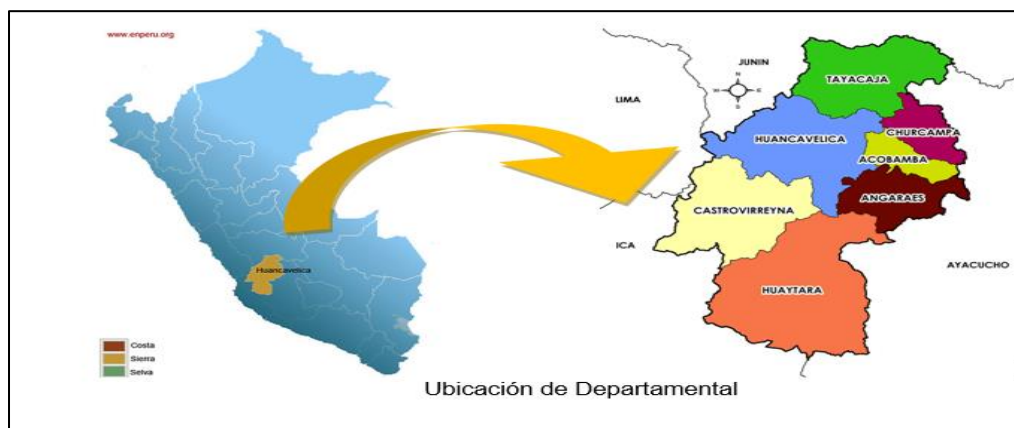 www.enperu.org
Huancavelica
Costa
Sierra
Selva
JUNIN
LIMA
N
W
E
S
TAYACAJA
HUANCAVELICA
CHURCAMPA
ACOBAMBA
ANGARAES
CASTROVIRREYNA
ICA
AYACUCHO
HUAYTARA
Ubicación de Departamental